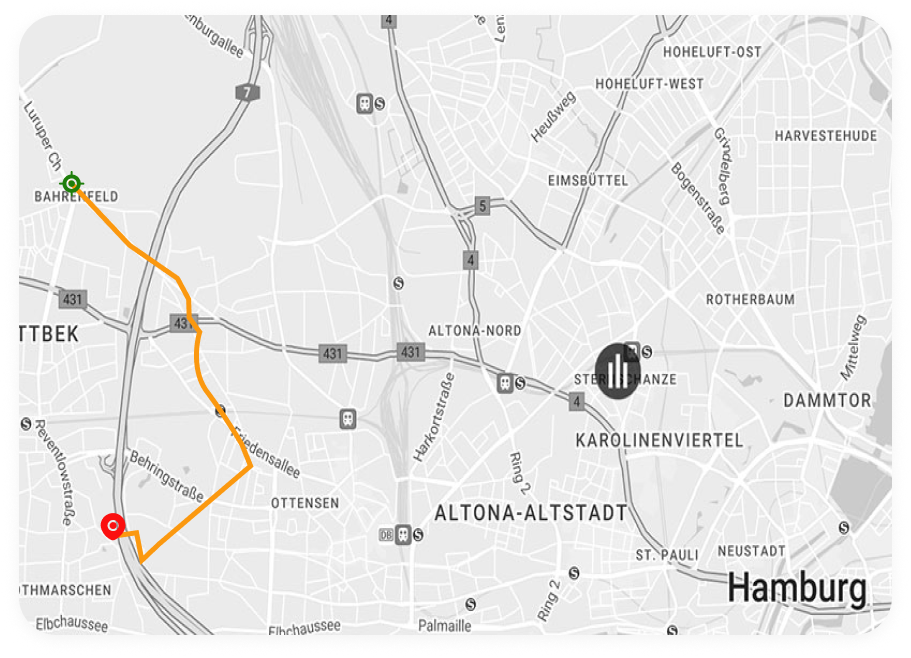 4
nburgallee
HOHELUFT-OST
HOHELUFT-WEST
7
S
Heußweg
Luruper Ch
Grindelberg
HARVESTEHUDE
Bogenstraße
EIMSBÜTTEL
BAHRENFELD
5
4
S
431
ROTHERBAUM
431
ALTONA-NORD
TTBEK
Mittelweg
431
431
S
STERNSCHANZE
S
DAMMTOR
4
Harkortstraße
S
S
Reventlowstraße
Friedensallee
KAROLINENVIERTEL
Behringstraße
Ring 2
OTTENSEN
ALTONA-ALTSTADT
S
DB
S
ST. PAULI
NEUSTADT
S
Hamburg
OTHMARSCHEN
Ring 2
S
Elbchaussee
Elbchaussee
Palmaille
S